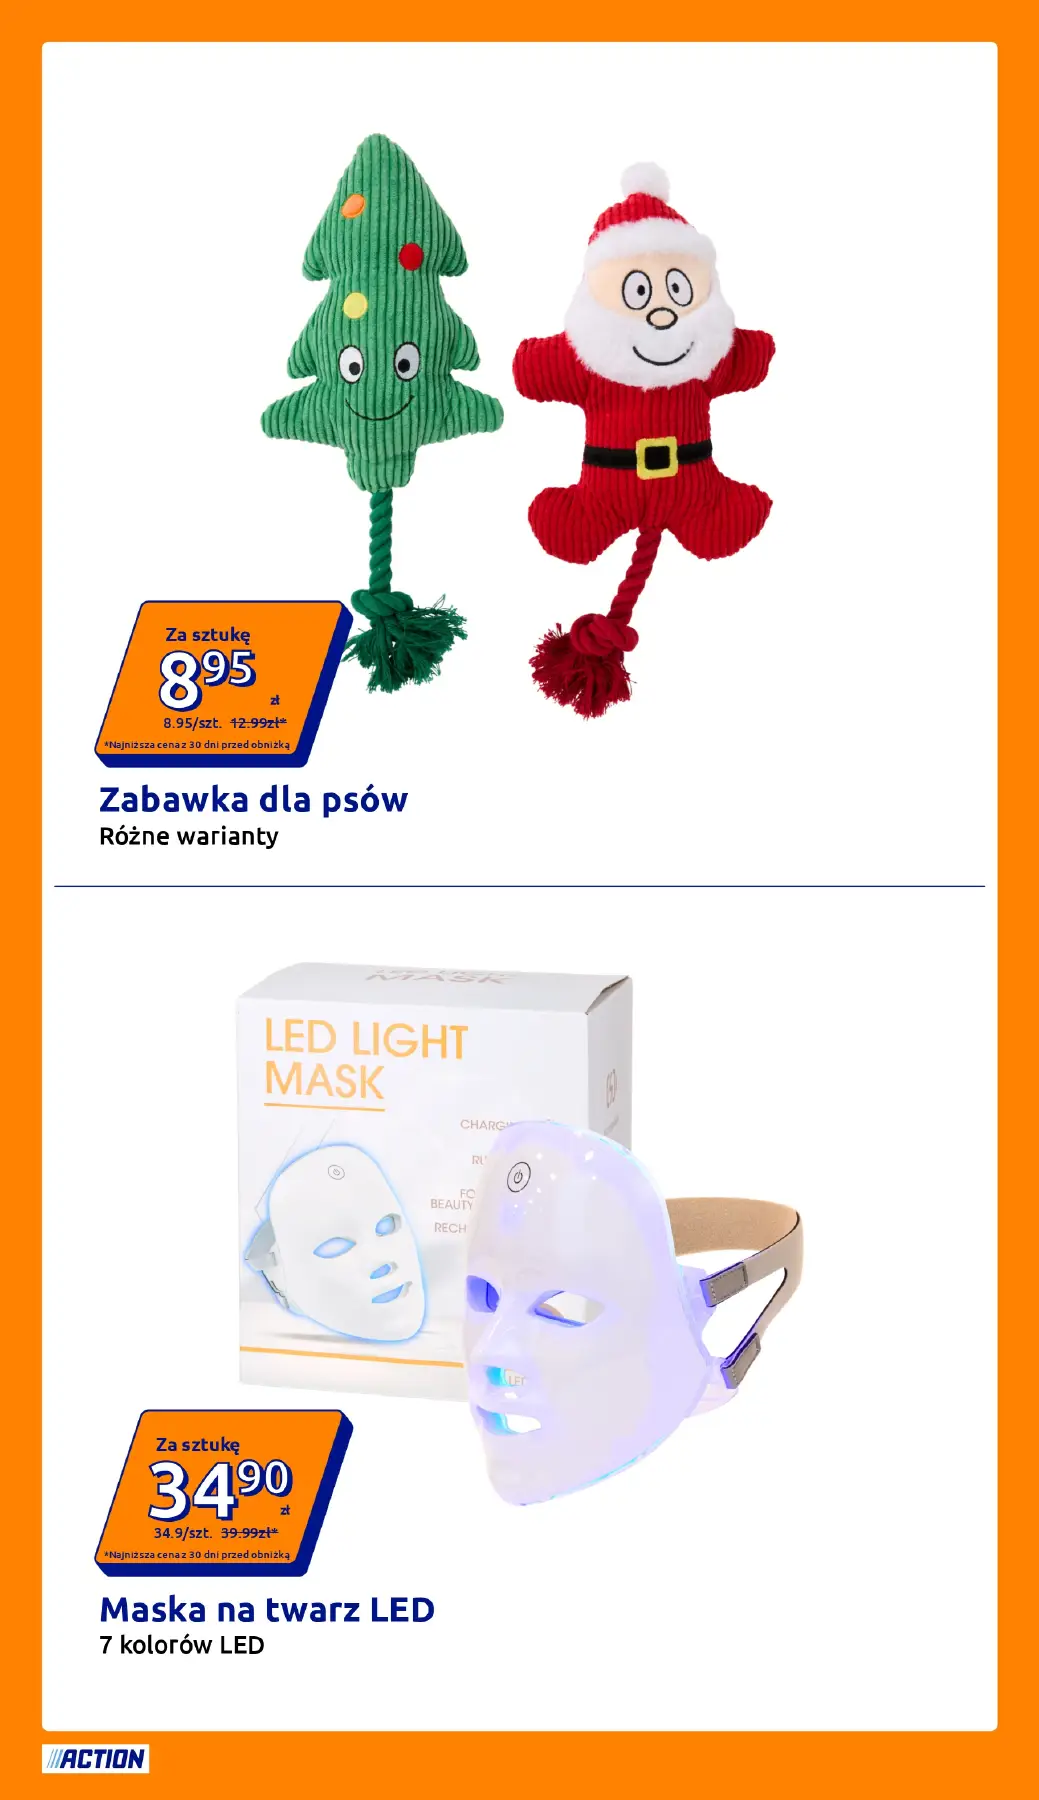 Za sztukę
8 95
zł
8.95/szt. 12.99zł*
*Najniższa cena z 30 dni przed obniżką
Zabawka dla psów
Różne warianty
MASK
LED LIGHT
MASK
BEAUTY
Za sztukę
34 90
zł
34.9/szt. 39.99zł*
*Najniższa cena z 30 dni przed obniżką
Maska na twarz LED
7 kolorów LED
ACTION